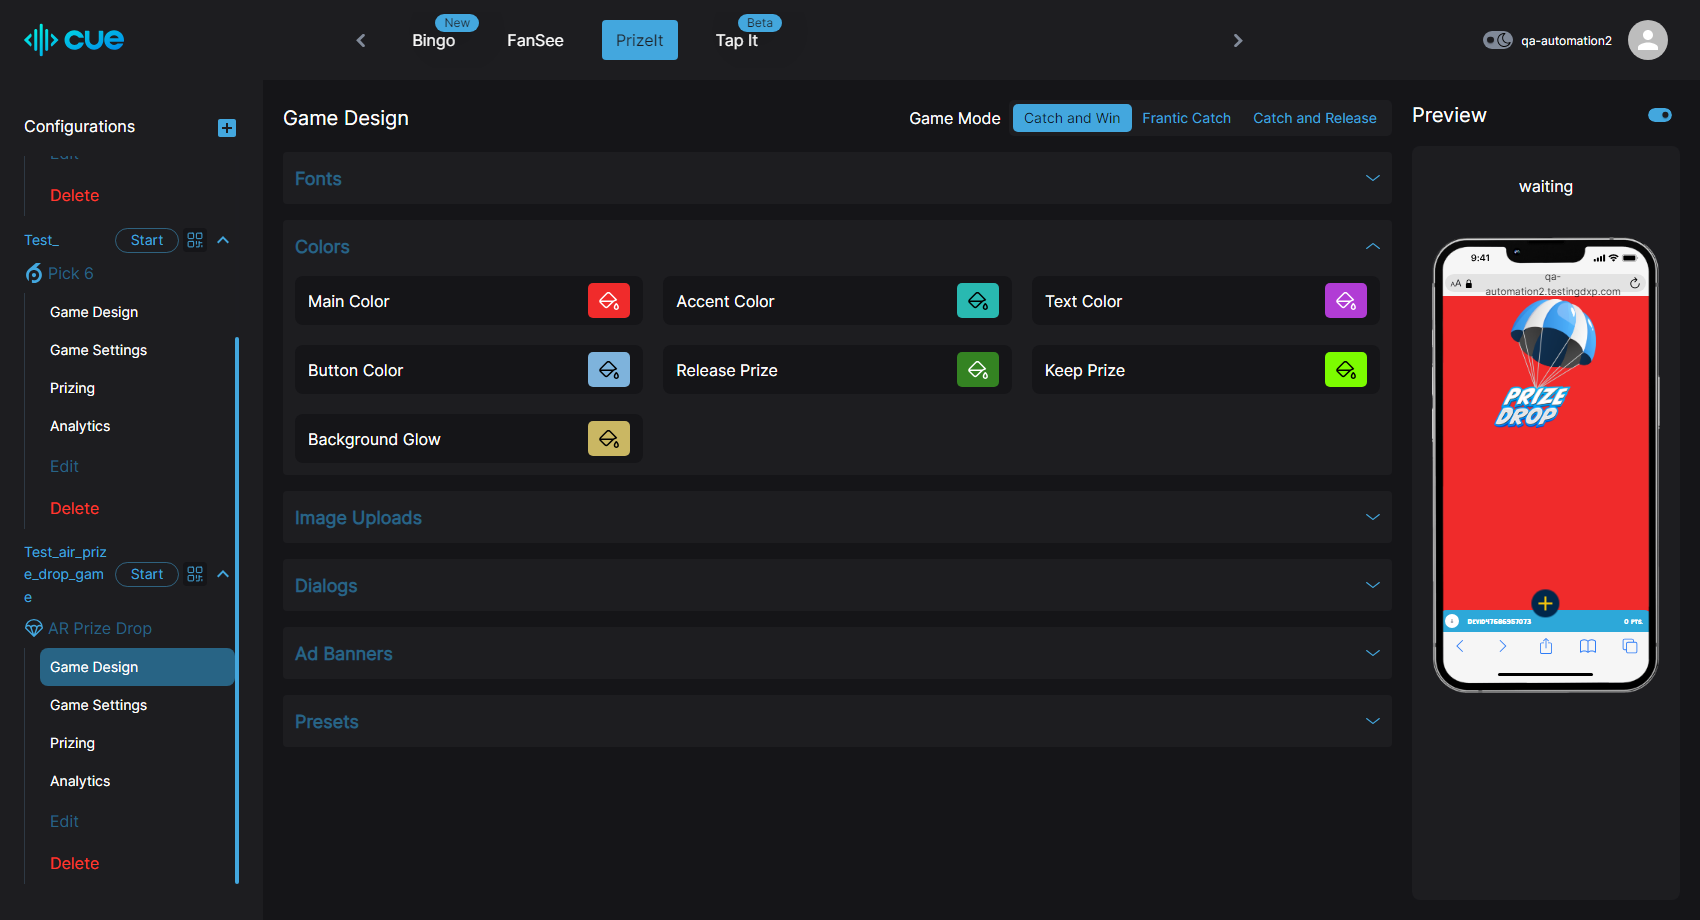 cue
New
Beta
Bingo
FanSee
PrizeIt
Tap It
qa-automation2
Configurations
Edit
Delete
Test_
Start
Pick 6
Game Design
Game Settings
Prizing
Analytics
Edit
Delete
Test_air_priz
e_drop_gam
e
Start
AR Prize Drop
Game Design
Game Settings
Prizing
Analytics
Edit
Delete
Game Design
Game Mode
Catch and Win
Frantic Catch
Catch and Release
Fonts
Colors
Main Color
Accent Color
Text Color
Button Color
Release Prize
Keep Prize
Background Glow
Image Uploads
Dialogs
Ad Banners
Presets
Preview
waiting
9:41
AA
qa-
automation2.testingdxp.com
PRIZE
DROP
0 PTS.